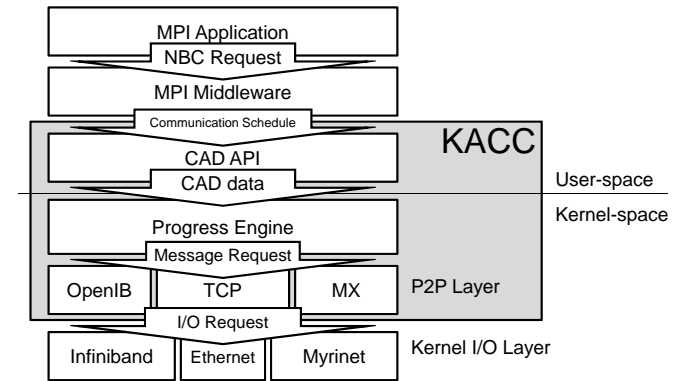 MPI Application
NBC Request
MPI Middleware
Communication Schedule
KACC
CAD API
CAD data
User-space
Kernel-space
Progress Engine
Message Request
OpenIB TCP MX P2P Layer
I/O Request
Infiniband Ethernet Myrinet Kernel I/O Layer